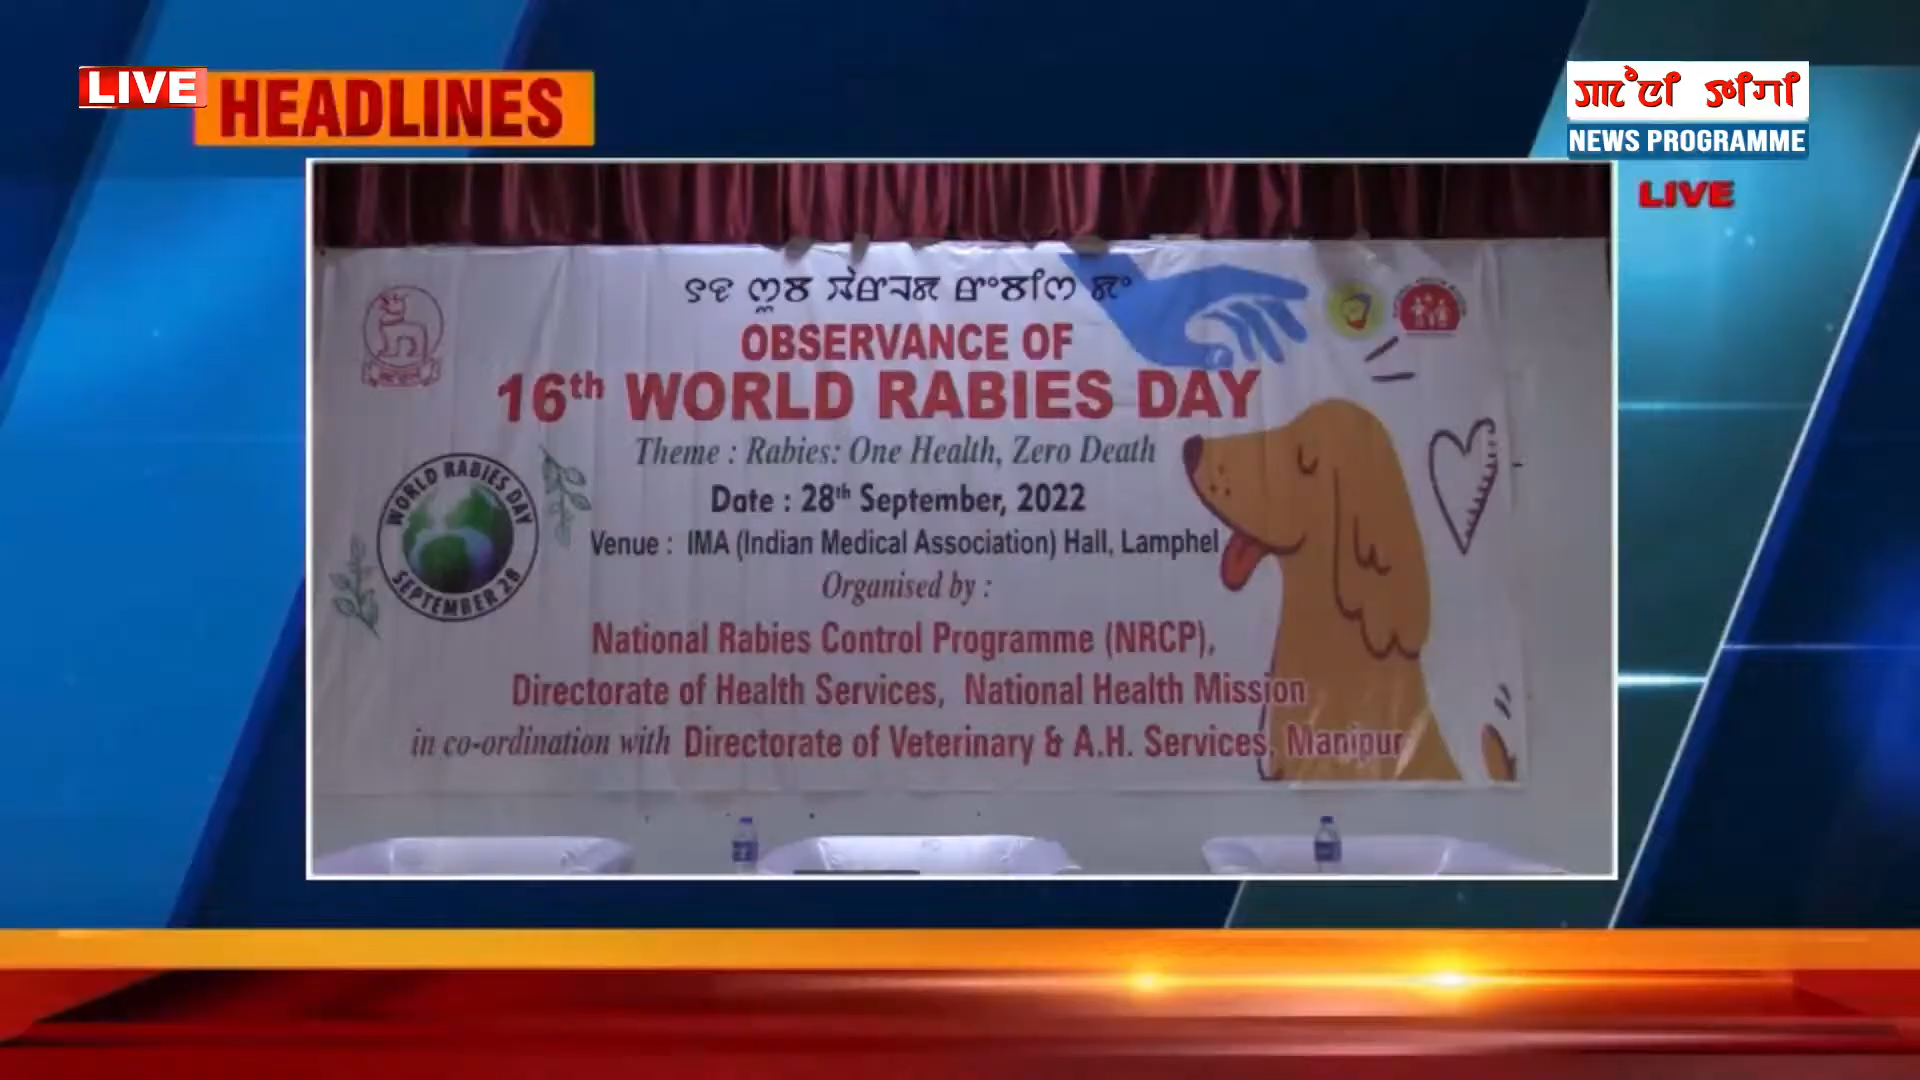 LIVE
HEADLINES
NEWS PROGRAMME
LIVE
OBSERVANCE OF
16th WORLD RABIES DAY
Theme : Rabies: One Health, Zero Death
Date : 28th September, 2022
Venue : IMA (Indian Medical Association) Hall, Lamphel
Organised by :
National Rabies Control Programme (NRCP),
Directorate of Health Services, National Health Mission
in co-ordination with Directorate of Veterinary & A.H. Services, Manipur
WORLD RABIES DAY
SEPTEMBER 28